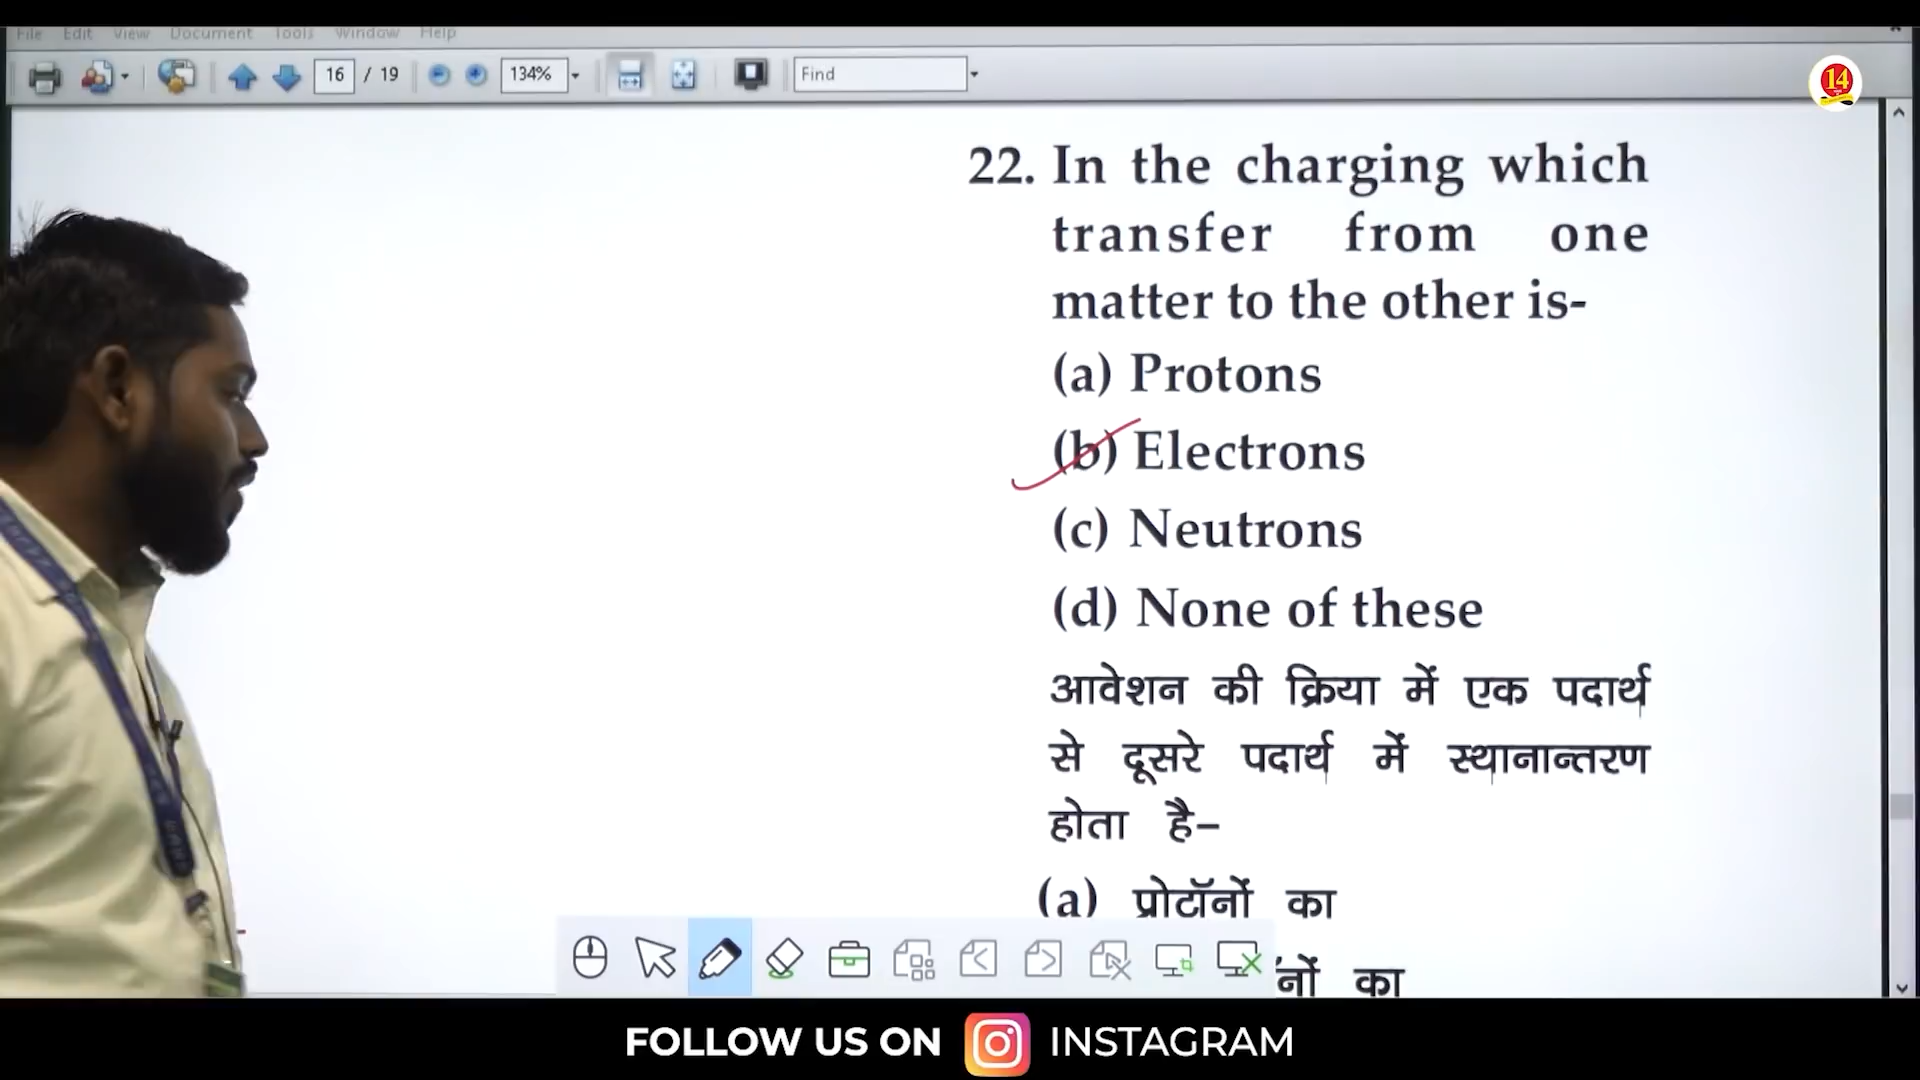 File Edit View Document Tools Window Help
16 / 19 134% Find
14
22. In the charging which
transfer from one
matter to the other is-
(a) Protons
(b) Electrons
(c) Neutrons
(d) None of these
आवेशन की क्रिया में एक पदार्थ
से दूसरे पदार्थ में स्थानान्तरण
होता है–
(a) प्रोटॉनों का
नों का
FOLLOW US ON INSTAGRAM